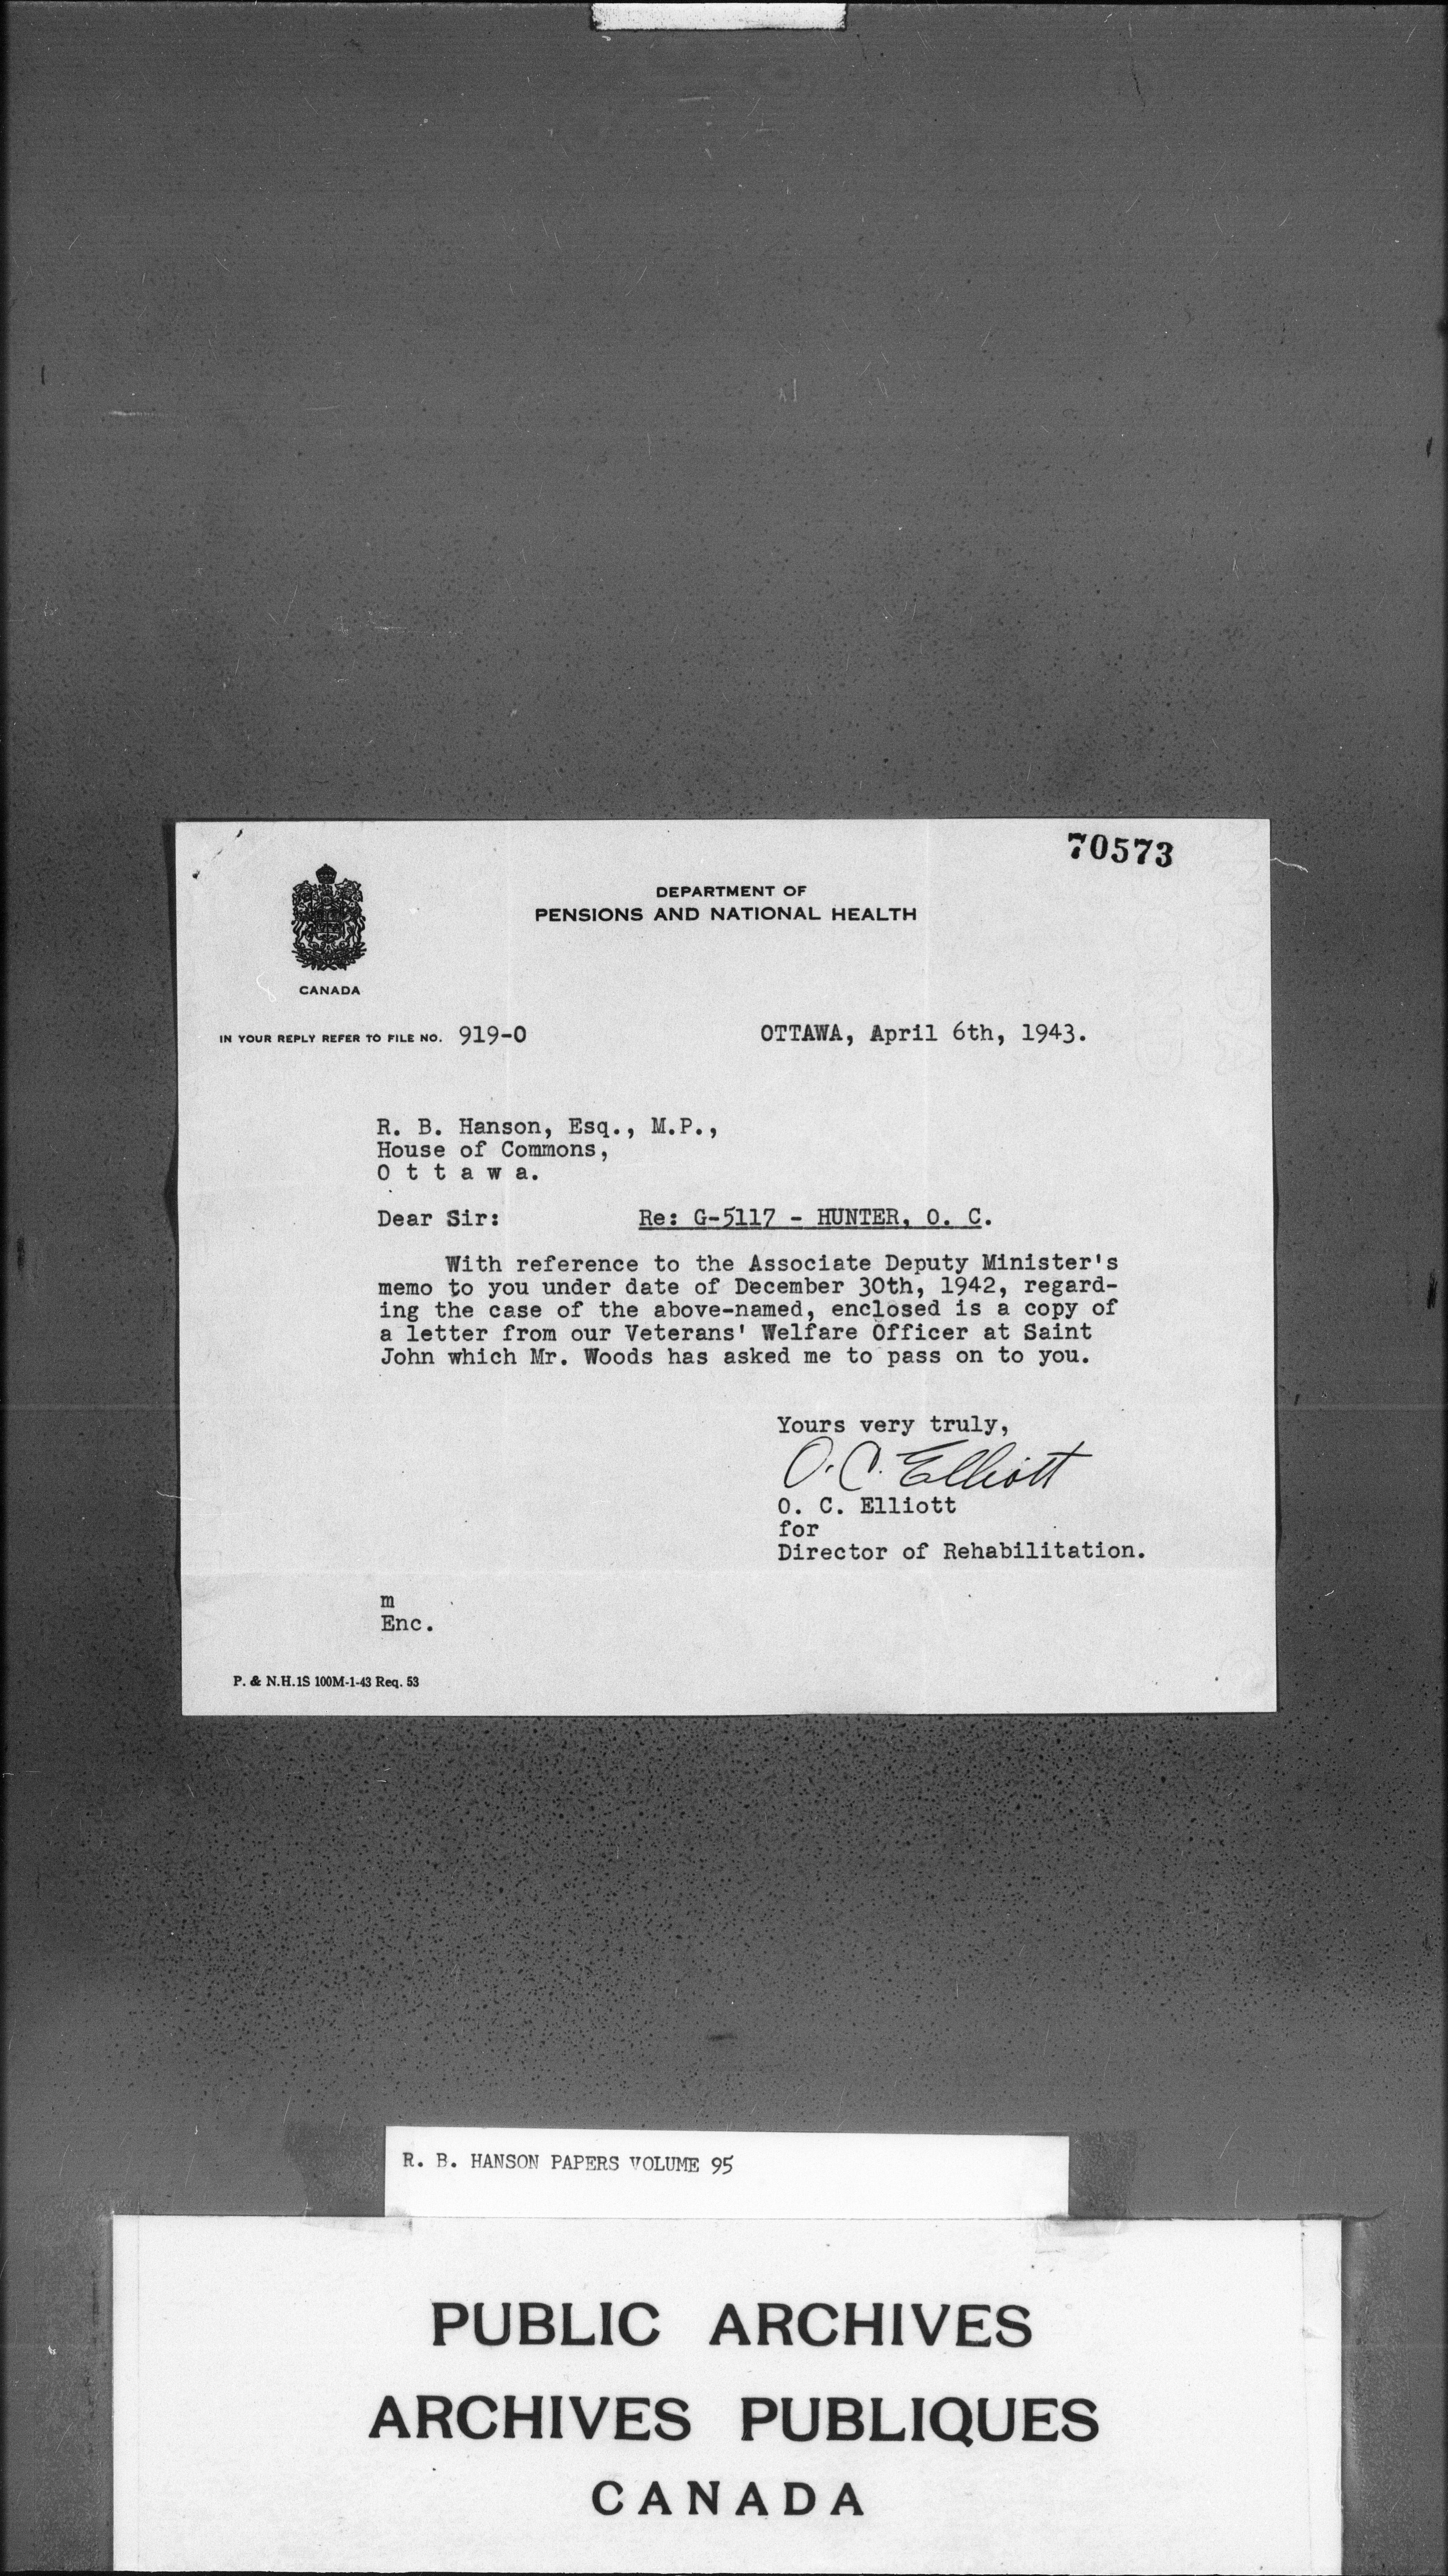 70573
DEPARTMENT OF
PENSIONS AND NATIONAL HEALTH
CANADA
IN YOUR REPLY REFER TO FILE NO. 919-0
OTTAWA, April 6th, 1943.
R. B. Hanson, Esq., M.P.,
House of Commons,
O t t a w a.
Dear Sir: Re: G-5117 - HUNTER, O. C.
With reference to the Associate Deputy Minister's
memo to you under date of December 30th, 1942, regard-
ing the case of the above-named, enclosed is a copy of
a letter from our Veterans' Welfare Officer at Saint
John which Mr. Woods has asked me to pass on to you.
Yours very truly,
O. C. Elliott
O. C. Elliott
for
Director of Rehabilitation.
m
Enc.
P. & N.H.1S 100M-1-43 Req. 53
R. B. HANSON PAPERS VOLUME 95
PUBLIC ARCHIVES
ARCHIVES PUBLIQUES
CANADA